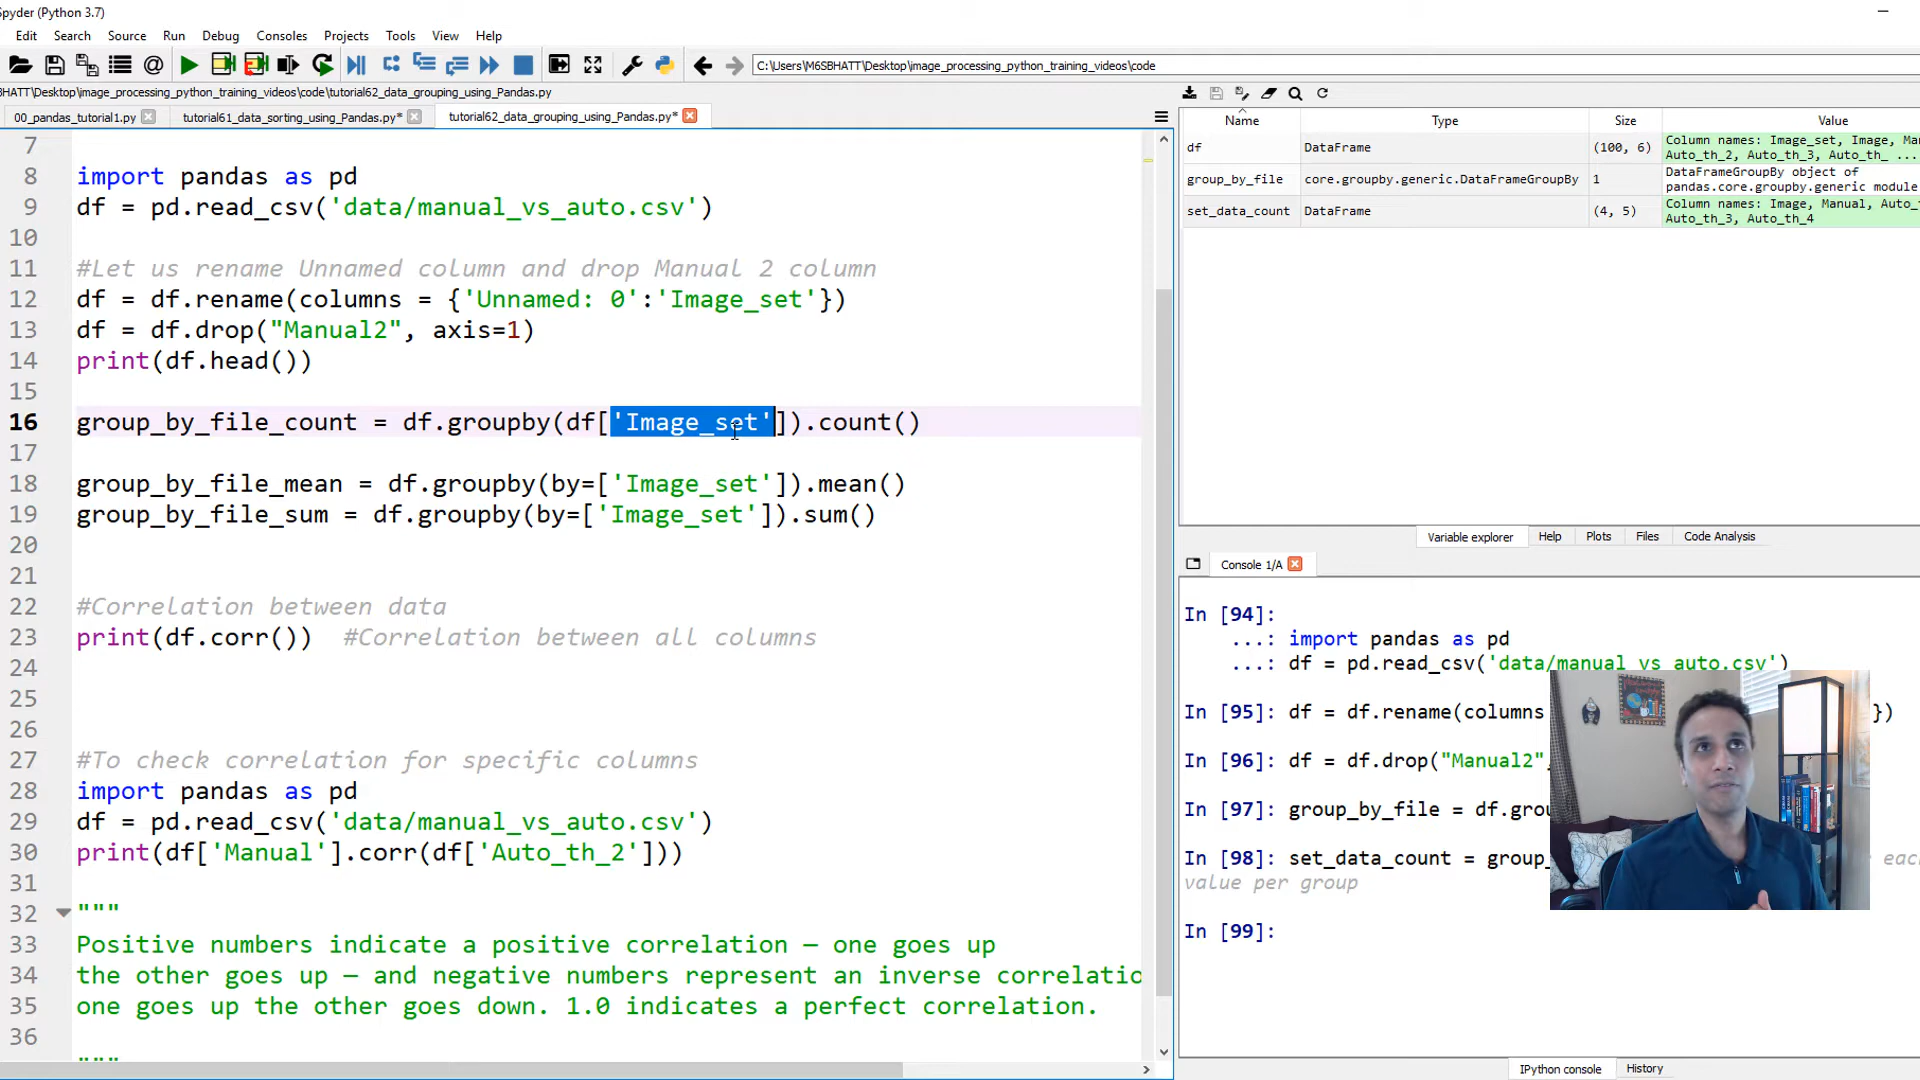 Spyder (Python 3.7)
Edit Search Source Run Debug Consoles Projects Tools View Help
C:\Users\M6SBHATT\Desktop\image_processing_python_training_videos\code
HATT\Desktop\image_processing_python_training_videos\code\tutorial62_data_grouping_using_Pandas.py
00_pandas_tutorial1.py tutorial61_data_sorting_using_Pandas.py* tutorial62_data_grouping_using_Pandas.py*
7
8 import pandas as pd
9 df = pd.read_csv('data/manual_vs_auto.csv')
10
11 #Let us rename Unnamed column and drop Manual 2 column
12 df = df.rename(columns = {'Unnamed: 0':'Image_set'})
13 df = df.drop("Manual2", axis=1)
14 print(df.head())
15
16 group_by_file_count = df.groupby(df['Image_set']).count()
17
18 group_by_file_mean = df.groupby(by=['Image_set']).mean()
19 group_by_file_sum = df.groupby(by=['Image_set']).sum()
20
21
22 #Correlation between data
23 print(df.corr()) #Correlation between all columns
24
25
26
27 #To check correlation for specific columns
28 import pandas as pd
29 df = pd.read_csv('data/manual_vs_auto.csv')
30 print(df['Manual'].corr(df['Auto_th_2']))
31
32 """
33 Positive numbers indicate a positive correlation — one goes up
34 the other goes up — and negative numbers represent an inverse correlatio
35 one goes up the other goes down. 1.0 indicates a perfect correlation.
36
"""
Name Type Size Value
df DataFrame (100, 6) Column names: Image_set, Image, Ma
Auto_th_2, Auto_th_3, Auto_th_ ...
group_by_file core.groupby.generic.DataFrameGroupBy 1 DataFrameGroupBy object of
pandas.core.groupby.generic module
set_data_count DataFrame (4, 5) Column names: Image, Manual, Auto_
Auto_th_3, Auto_th_4
Variable explorer Help Plots Files Code Analysis
Console 1/A
In [94]:
...: import pandas as pd
...: df = pd.read_csv('data/manual_vs_auto.csv')
In [95]: df = df.rename(columns })
In [96]: df = df.drop("Manual2"
In [97]: group_by_file = df.grou
In [98]: set_data_count = group_ eac
value per group
In [99]:
IPython console History